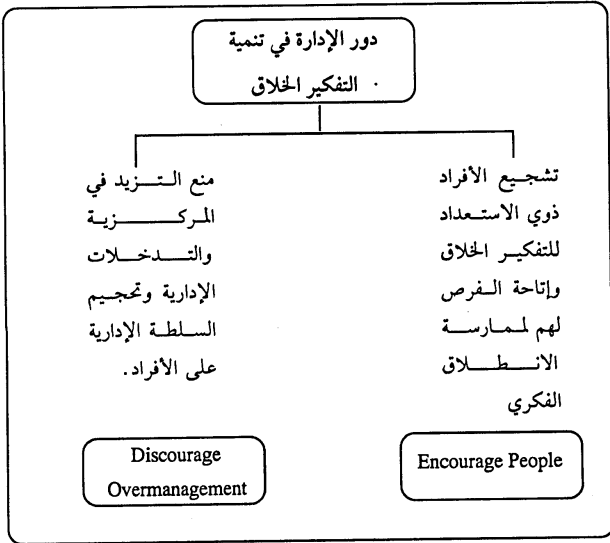 دور الإدارة في تنمية
التفكير الخلاق
تشجيع الأفراد
ذوي الاستعداد
للتفكير الخلاق
وإتاحة الفرص
لهم لممارسة
الانطلاق
الفكري
Encourage People
منع التزيد في
المركزية
والتدخلات
الإدارية وتحجيم
السلطة الإدارية
على الأفراد.
Discourage
Overmanagement